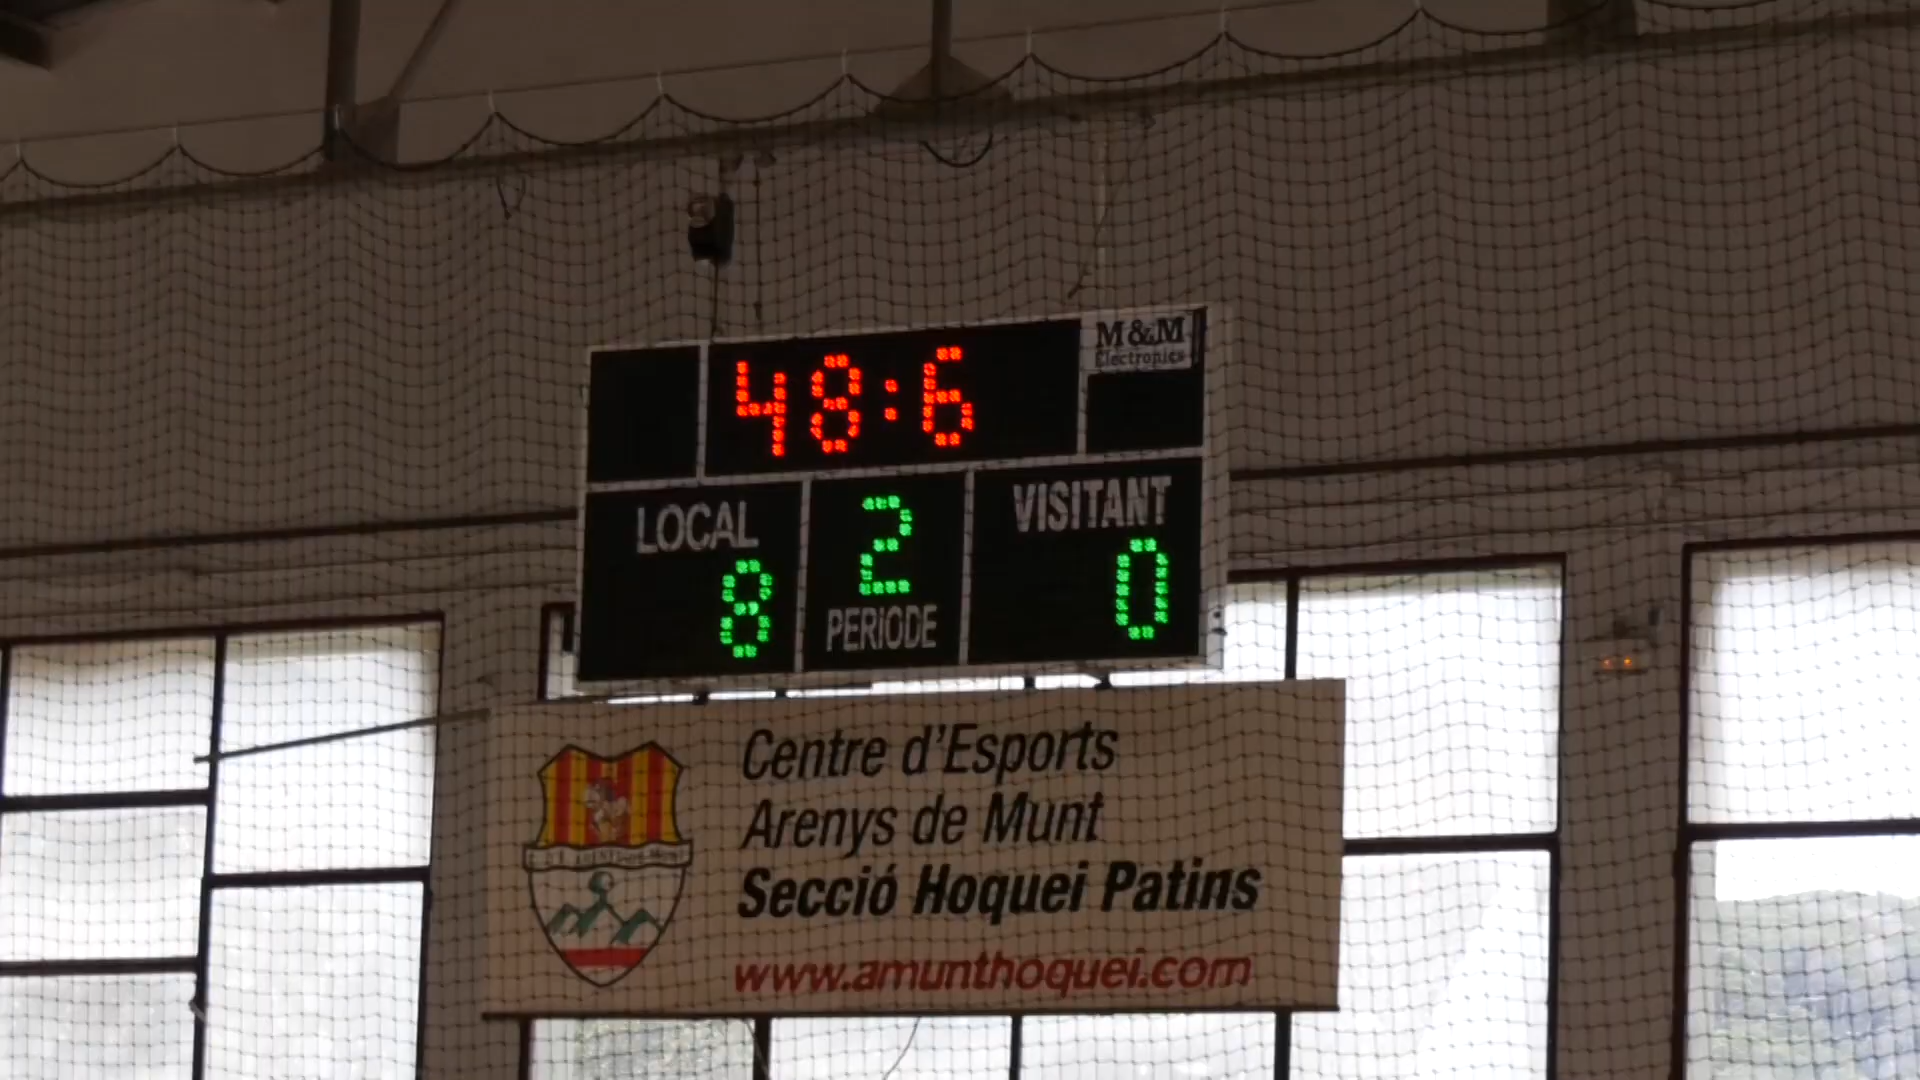 M&M
Electronics
48:6
LOCAL
VISITANT
8
2
0
PERIODE
Centre d'Esports
Arenys de Munt
Secció Hoquei Patins
www.amunthoquei.com